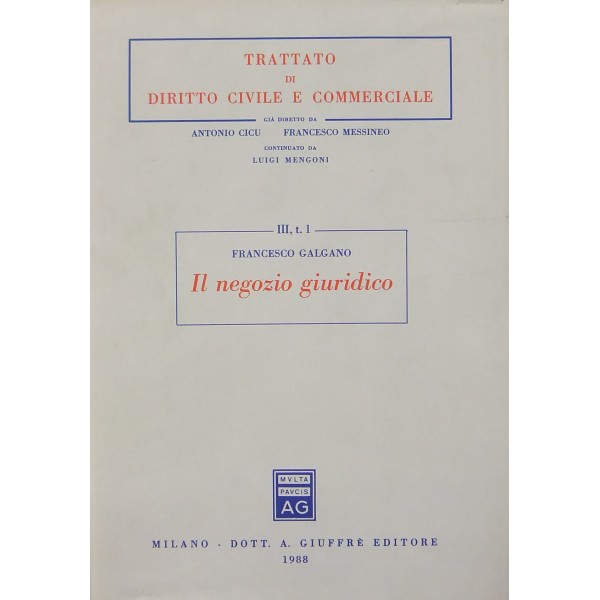 TRATTATO
DI
DIRITTO CIVILE E COMMERCIALE
GIÀ DIRETTO DA
ANTONIO CICU FRANCESCO MESSINEO
CONTINUATO DA
LUIGI MENGONI
III, t. 1
FRANCESCO GALGANO
Il negozio giuridico
MVLTA
PAVCIS
AG
MILANO - DOTT. A. GIUFFRÈ EDITORE
1988